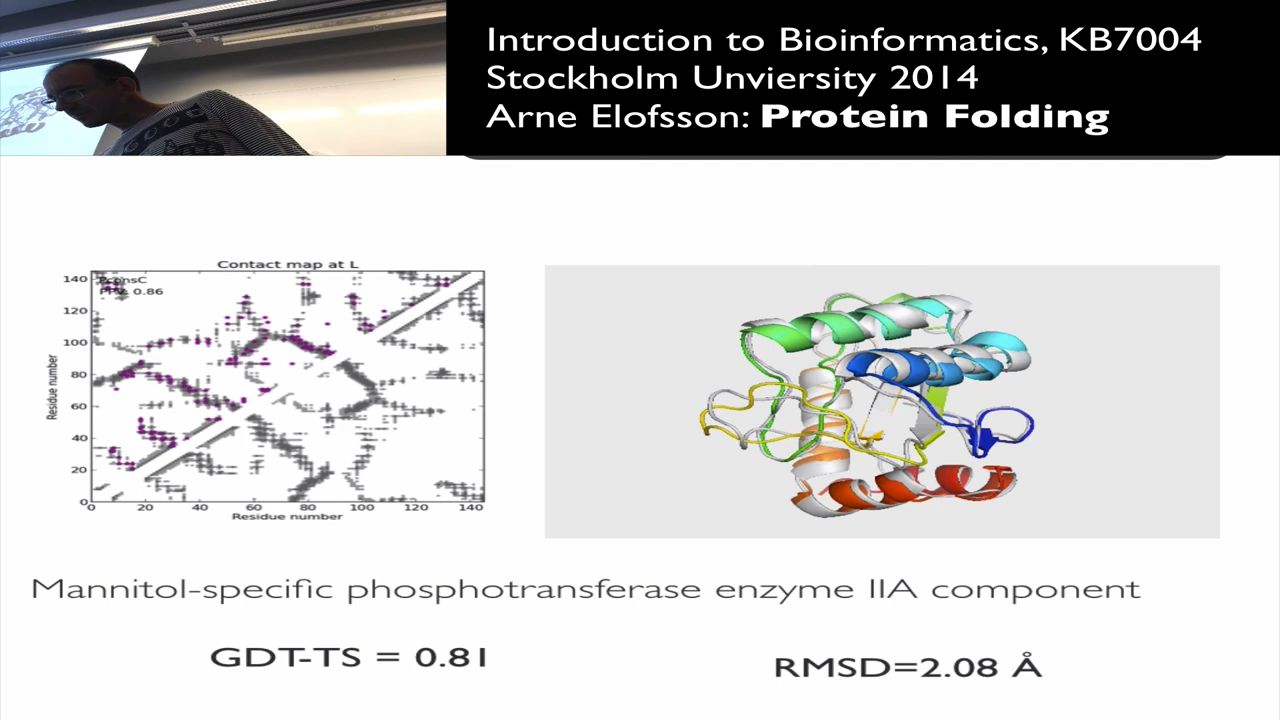 Introduction to Bioinformatics, KB7004
Stockholm Unviersity 2014
Arne Elofsson: Protein Folding
Contact map at L
PconsC
PPV: 0.86
Residue number
140
120
100
80
60
40
20
0
0 20 40 60 80 100 120 140
Residue number
Mannitol-specific phosphotransferase enzyme IIA component
GDT-TS = 0.81
RMSD=2.08 Å